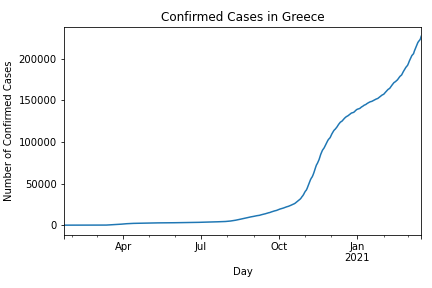 Confirmed Cases in Greece
Number of Confirmed Cases
200000
150000
100000
50000
0
Apr
Jul
Oct
Jan
2021
Day